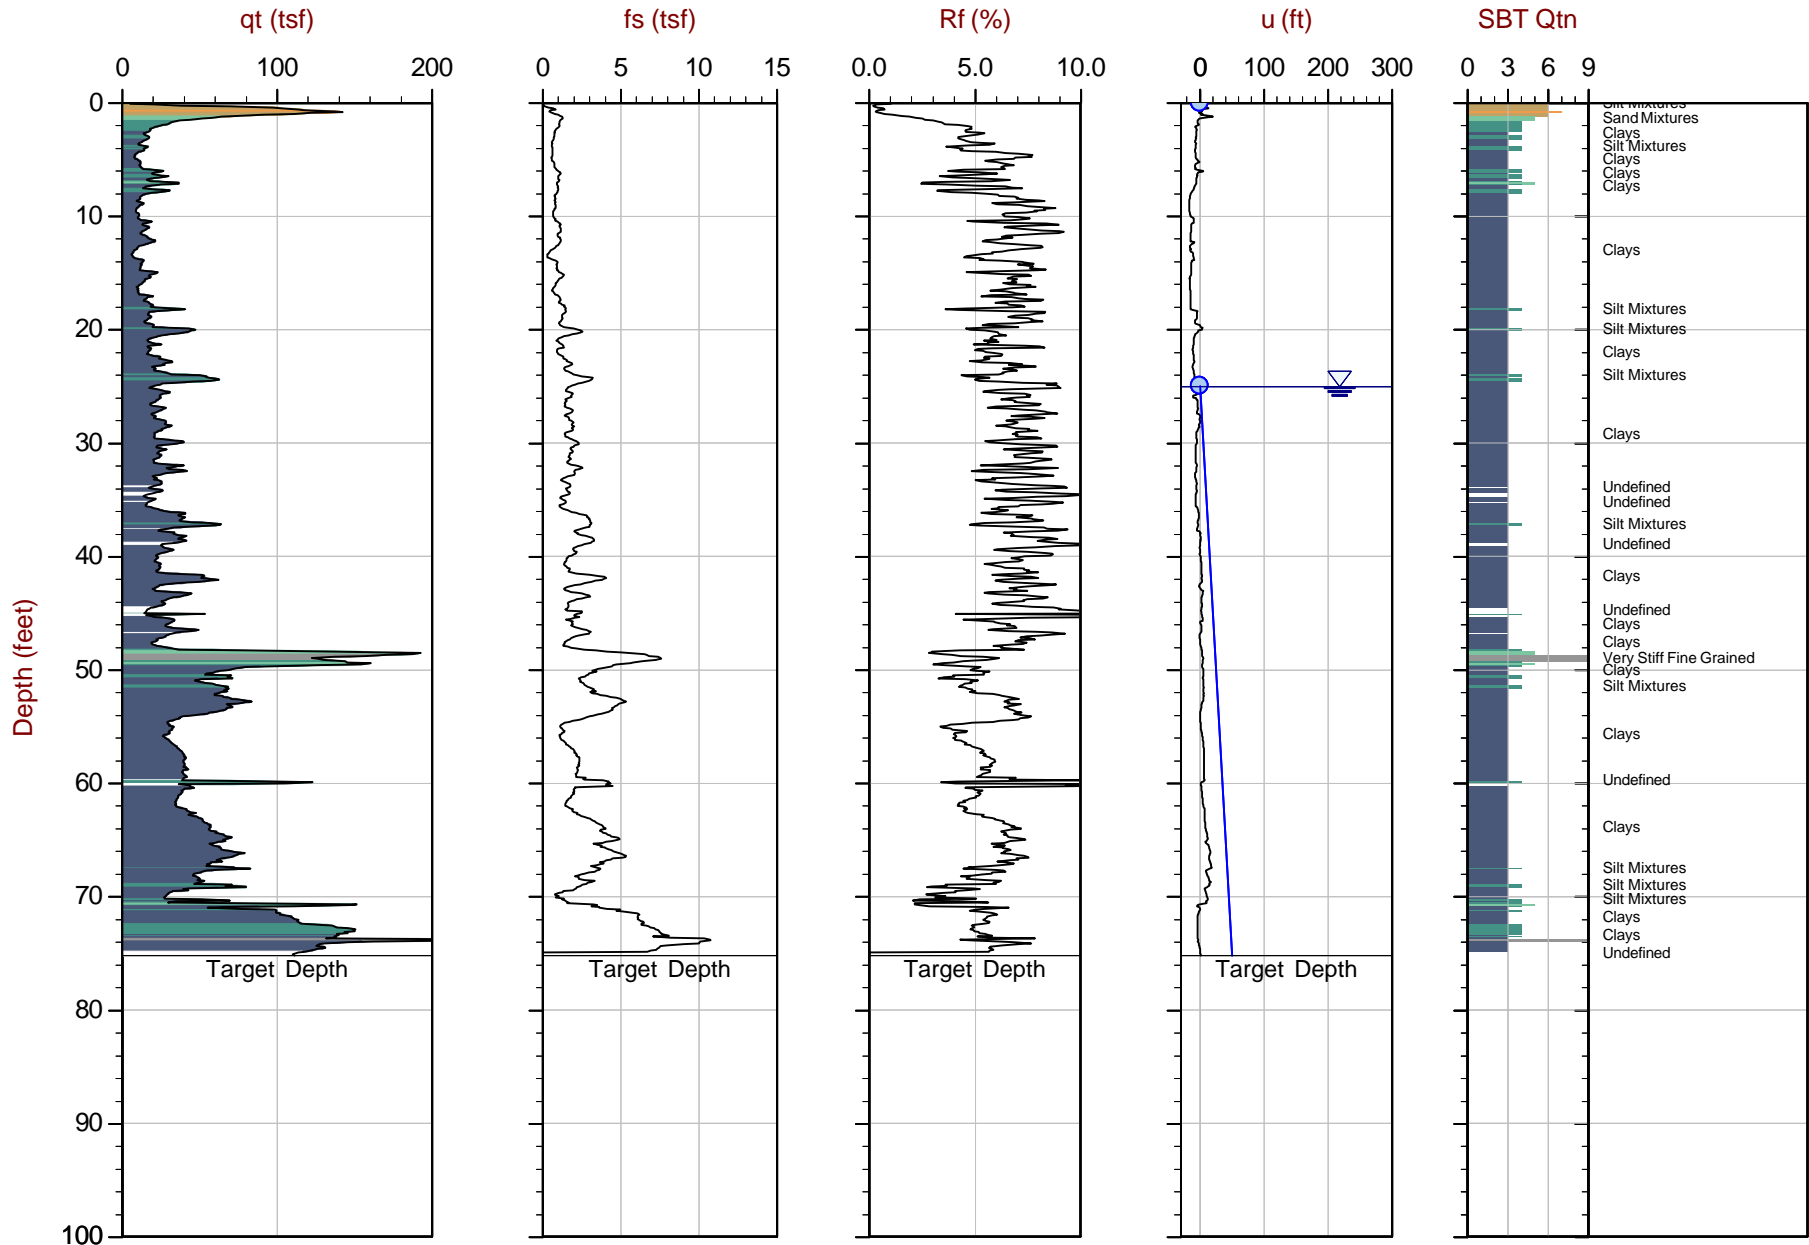 qt (tsf) fs (tsf) Rf (%) u (ft) SBT Qtn
0 100 200 0 5 10 15 0.0 5.0 10.0 0 100 200 300 0 3 6 9
0
10
20
30
40
50
60
70
80
90
100
Depth (feet)
Silt Mixtures
Sand Mixtures
Clays
Silt Mixtures
Clays
Clays
Clays
Clays
Silt Mixtures
Silt Mixtures
Clays
Silt Mixtures
Clays
Undefined
Undefined
Silt Mixtures
Undefined
Clays
Undefined
Clays
Clays
Very Stiff Fine Grained
Clays
Silt Mixtures
Clays
Undefined
Clays
Silt Mixtures
Silt Mixtures
Silt Mixtures
Clays
Clays
Undefined
Target Depth Target Depth Target Depth Target Depth